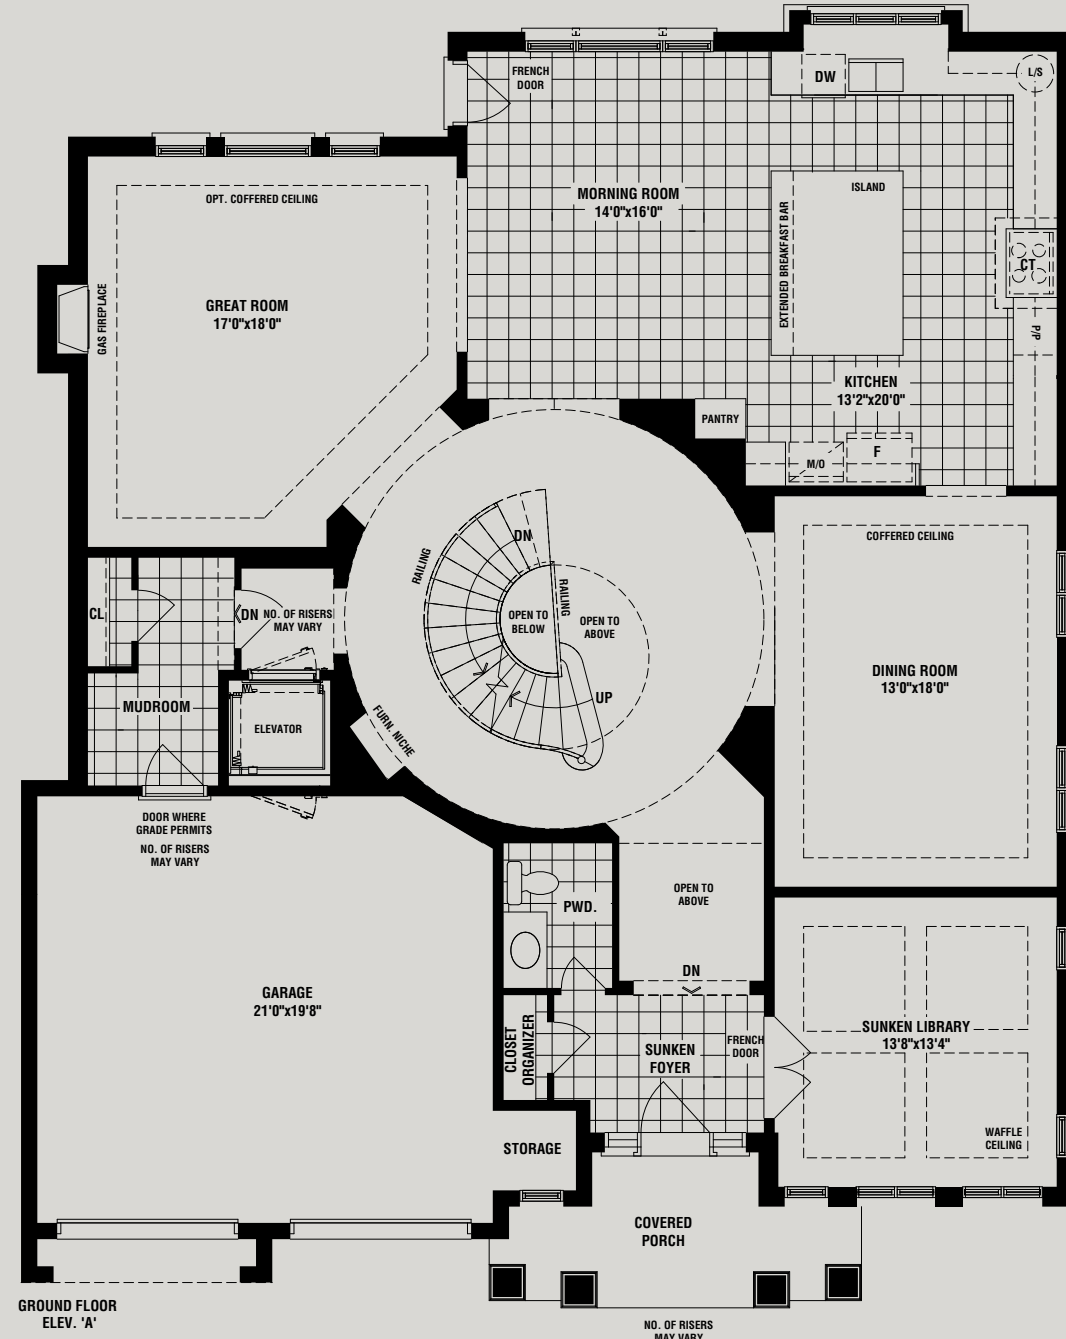 FRENCH
DOOR
DW
L/S
OPT. COFFERED CEILING
MORNING ROOM
14'0"x16'0"
ISLAND
EXTENDED BREAKFAST BAR
CT
GAS FIREPLACE
GREAT ROOM
17'0"x18'0"
P/P
KITCHEN
13'2"x20'0"
PANTRY
M/O
F
DN
COFFERED CEILING
RAILING
RAILING
CL
DN
NO. OF RISERS
MAY VARY
OPEN TO
BELOW
OPEN TO
ABOVE
DINING ROOM
13'0"x18'0"
MUDROOM
UP
ELEVATOR
FURN. NICHE
DOOR WHERE
GRADE PERMITS
NO. OF RISERS
MAY VARY
PWD.
OPEN TO
ABOVE
DN
GARAGE
21'0"x19'8"
CLOSET
ORGANIZER
SUNKEN
FOYER
FRENCH
DOOR
SUNKEN LIBRARY
13'8"x13'4"
WAFFLE
CEILING
STORAGE
COVERED
PORCH
GROUND FLOOR
ELEV. 'A'
NO. OF RISERS
MAY VARY